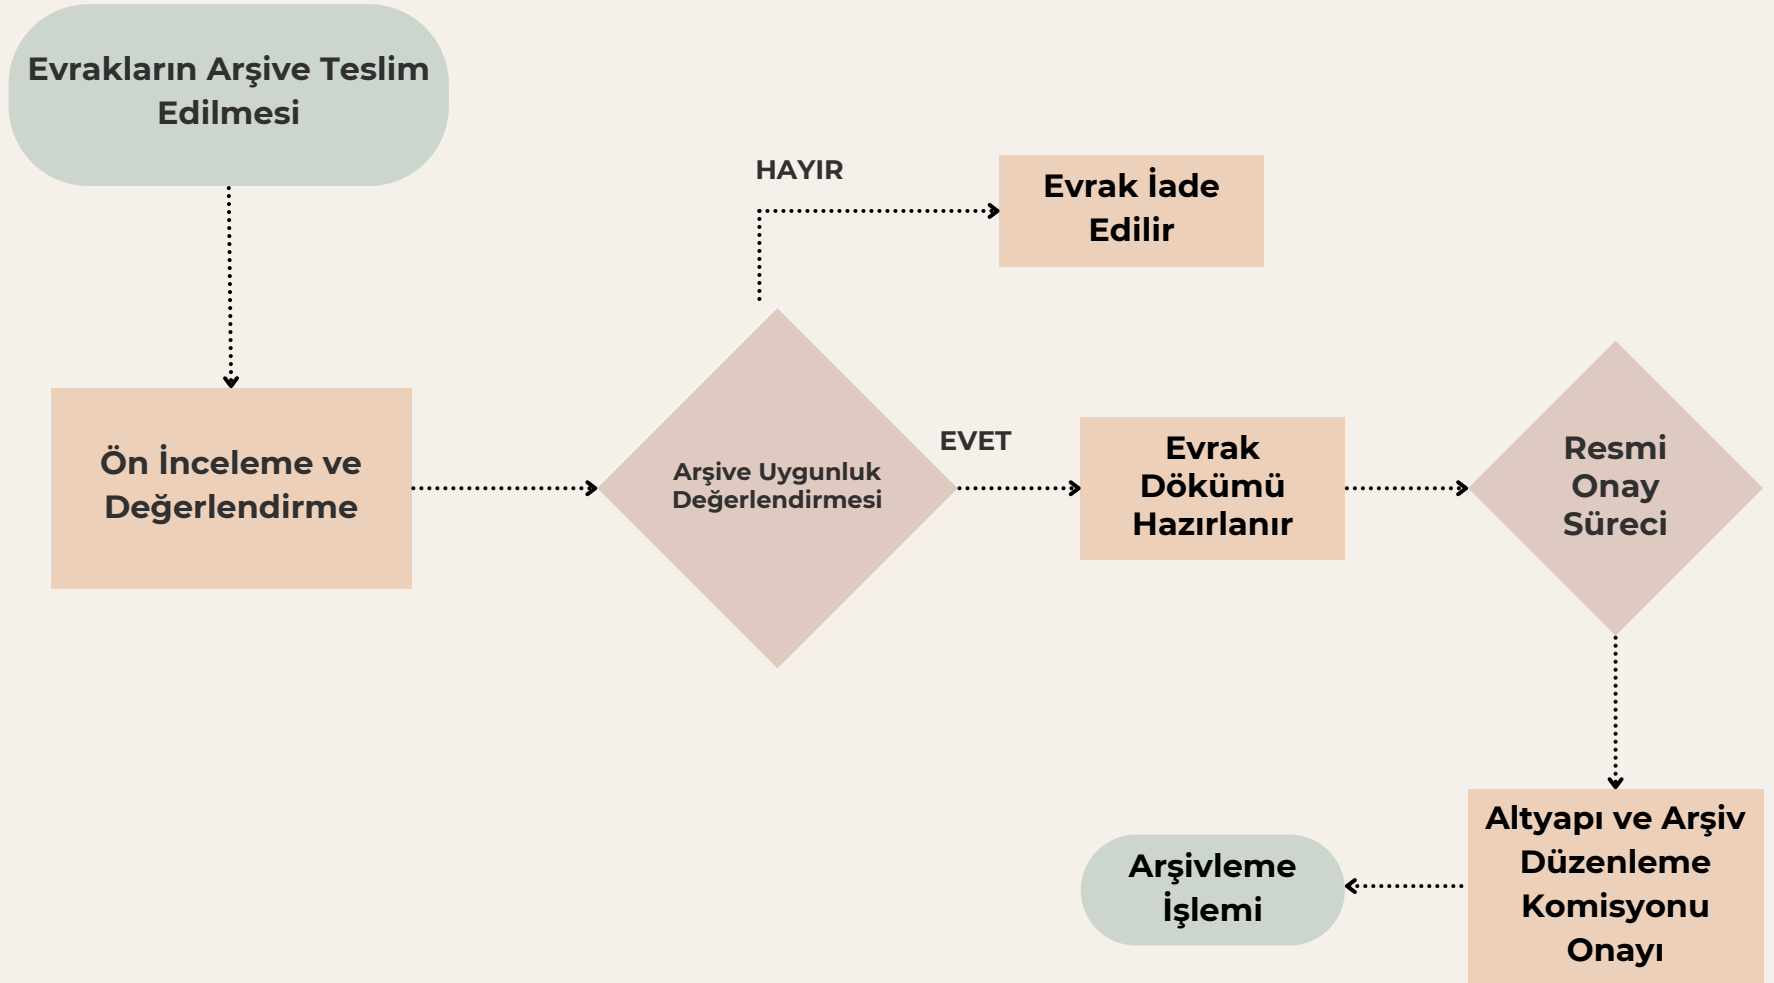 Evrakların Arşive Teslim
Edilmesi
HAYIR
Evrak İade
Edilir
Ön İnceleme ve
Değerlendirme
Arşive Uygunluk
Değerlendirmesi
EVET
Evrak
Dökümü
Hazırlanır
Resmi
Onay
Süreci
Altyapı ve Arşiv
Düzenleme
Komisyonu
Onayı
Arşivleme
İşlemi